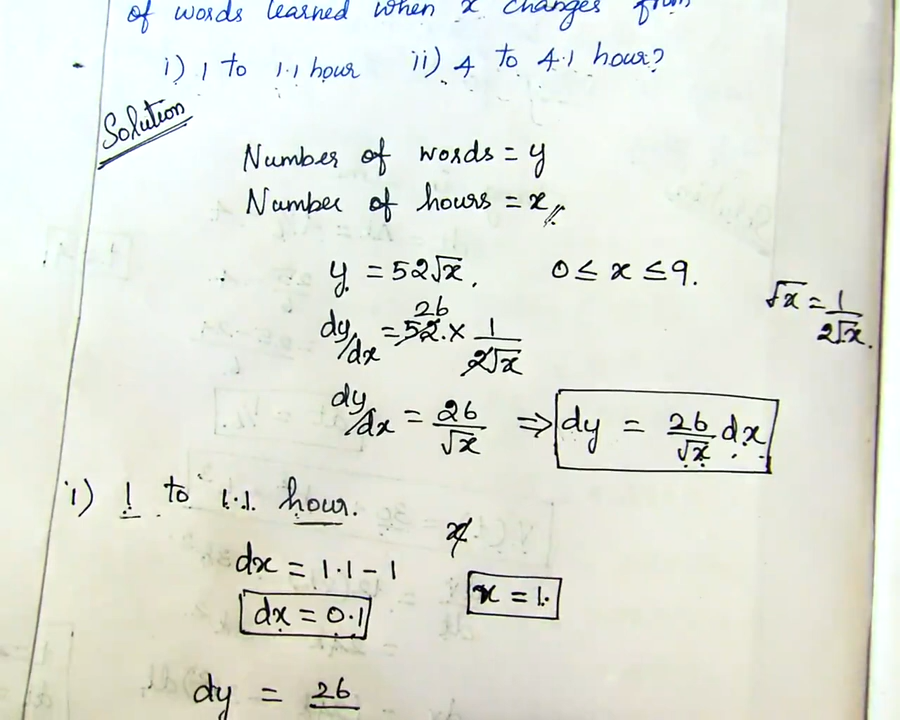 of words learned when x changes from
i) 1 to 1.1 hour ii) 4 to 4.1 hour?
Solution
Number of words = y
Number of hours = x
y = 52√x. 0 ≤ x ≤ 9.
√x = 1/2√x.
26
dy/dx = 52 . x 1/2√x
dy/dx = 26/√x ⇒ dy = 26/√x dx
i) 1 to 1.1. hour.
x
dx = 1.1 - 1
x = 1.
dx = 0.1
dy = 26